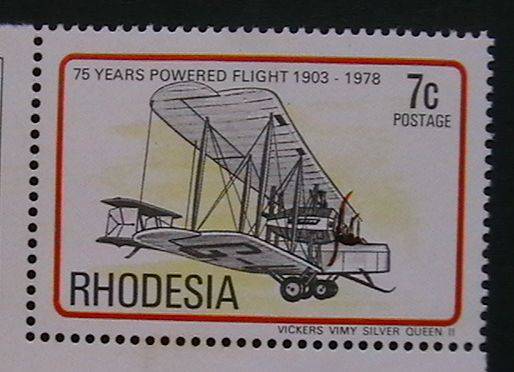 75 YEARS POWERED FLIGHT 1903 - 1978
7c
POSTAGE
RHODESIA
VICKERS VIMY SILVER QUEEN II